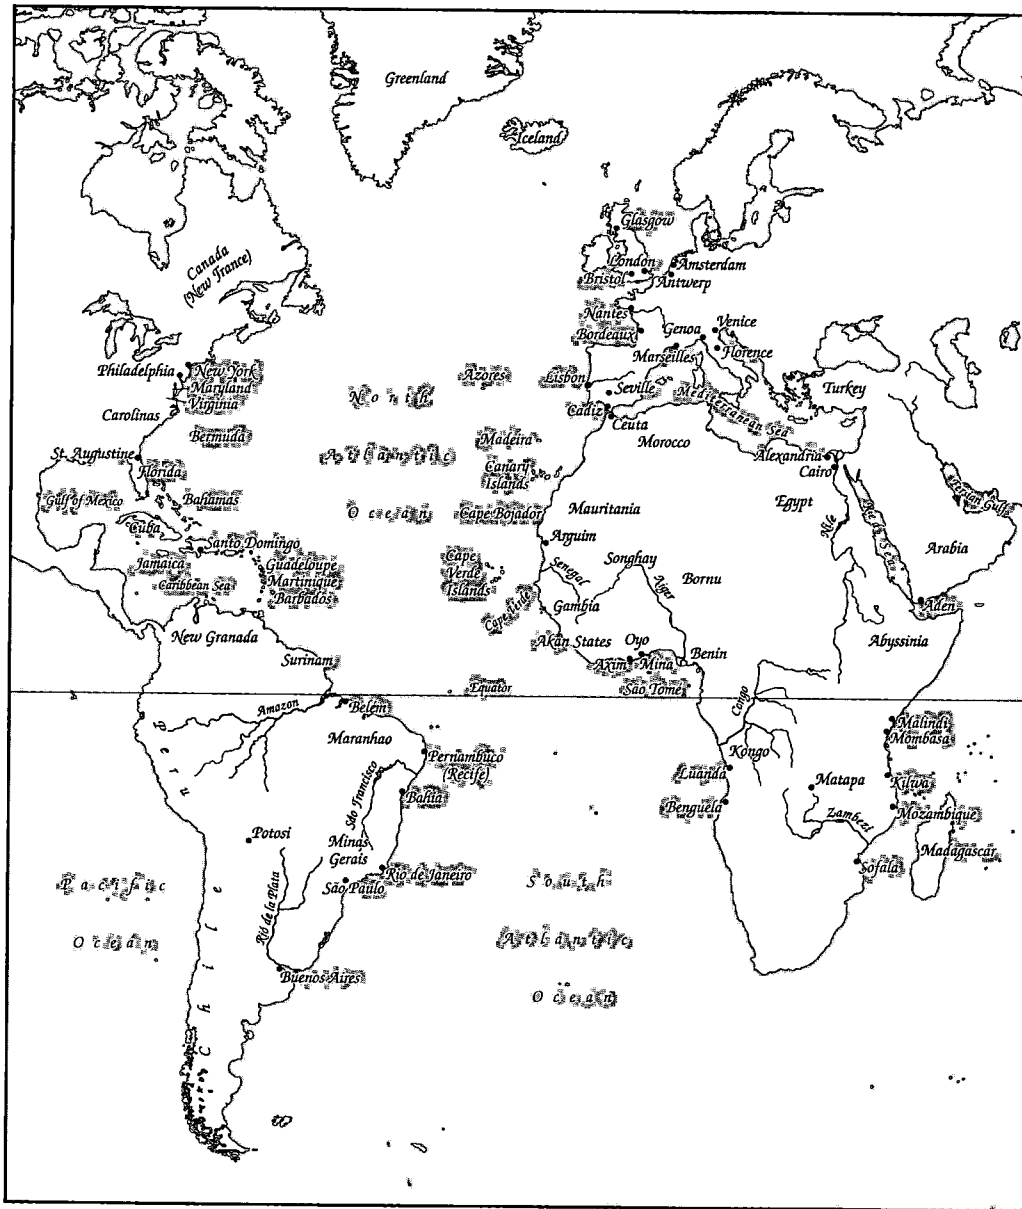 Greenland
Iceland
Glasgow
London
Amsterdam
Bristol
Antwerp
Canada
(New France)
Nantes
Bordeaux
Genoa
Venice
Marseilles
Florence
Philadelphia
New York
Maryland
Virginia
Carolinas
Azores
Lisbon
Seville
Mediterranean Sea
Turkey
North
Cadiz
Ceuta
Morocco
Bermuda
Madeira
St. Augustine
Atlantic
Alexandria
Cairo
Florida
Canary
Islands
Gulf of Mexico
Bahamas
Ocean
Cape Bojador
Mauritania
Egypt
Nile
Red Sea
Persian Gulf
Cuba
Santo Domingo
Arguim
Arabia
Jamaica
Guadeloupe
Martinique
Barbados
Caribbean Sea
Cape
Verde
Islands
Senegal
Songhay
Niger
Bornu
Cape Verde
Gambia
Aden
New Granada
Akan States
Oyo
Benin
Abyssinia
Surinam
Axim
Mina
Equator
São Tome
Amazon
Belem
Congo
Peru
Maranhao
Malindi
Mombasa
Pernambuco
(Recife)
Kongo
São Francisco
Luanda
Matapa
Kilwa
Bahia
Benguela
Zambezi
Mozambique
Potosi
Minas
Gerais
Madagascar
Pacific
Rio de Janeiro
South
Sofala
São Paulo
Rio de la Plata
Ocean
Atlantic
Chile
Buenos Aires
Ocean